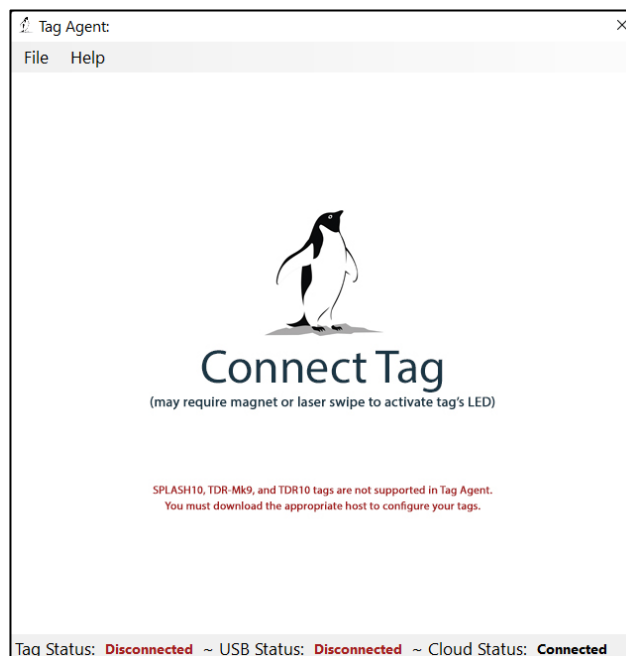 Tag Agent:
File Help
Connect Tag
(may require magnet or laser swipe to activate tag's LED)
SPLASH10, TDR-Mk9, and TDR10 tags are not supported in Tag Agent.
You must download the appropriate host to configure your tags.
Tag Status: Disconnected ~ USB Status: Disconnected ~ Cloud Status: Connected